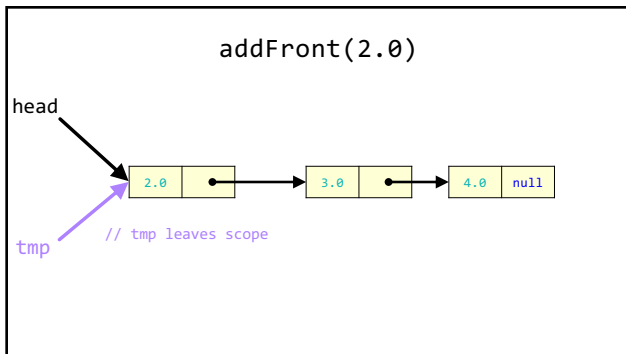 addFront(2.0)
head
2.0 3.0 4.0 null
tmp
// tmp leaves scope